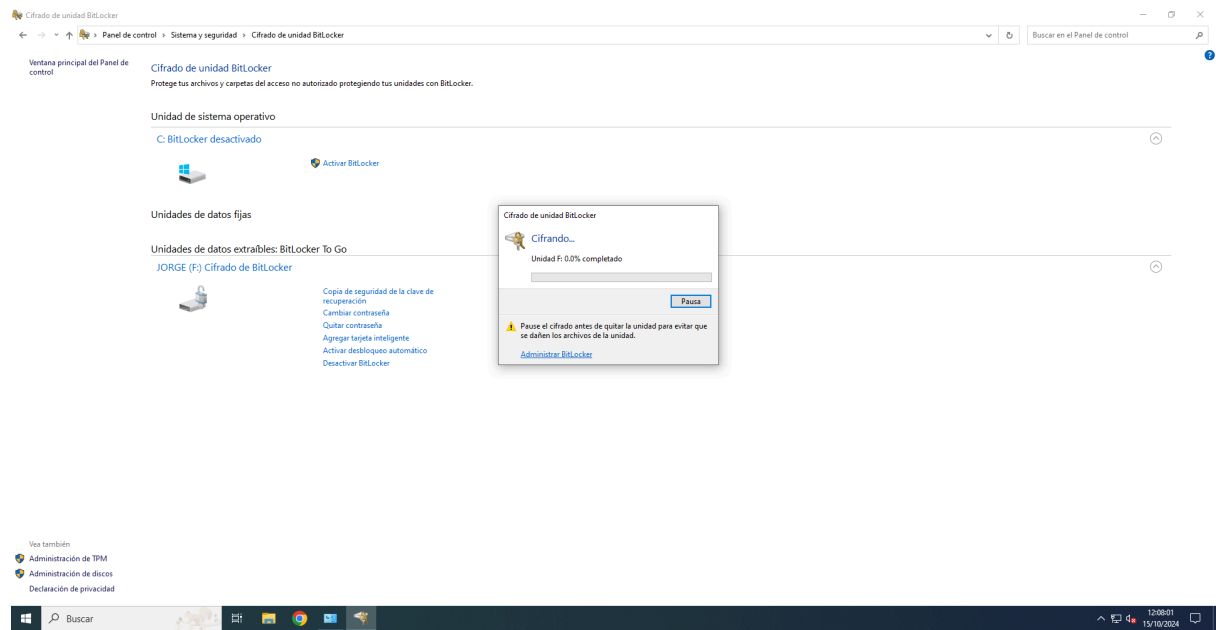 Cifrado de unidad BitLocker
Panel de control › Sistema y seguridad › Cifrado de unidad BitLocker
Buscar en el Panel de control
Ventana principal del Panel de
control
Cifrado de unidad BitLocker
Protege tus archivos y carpetas del acceso no autorizado protegiendo tus unidades con BitLocker.
Unidad de sistema operativo
C: BitLocker desactivado
Activar BitLocker
Unidades de datos fijas
Unidades de datos extraíbles: BitLocker To Go
JORGE (F:) Cifrado de BitLocker
Copia de seguridad de la clave de
recuperación
Cambiar contraseña
Quitar contraseña
Agregar tarjeta inteligente
Activar desbloqueo automático
Desactivar BitLocker
Cifrado de unidad BitLocker
Cifrando...
Unidad F: 0.0% completado
Pausa
Pause el cifrado antes de quitar la unidad para evitar que
se dañen los archivos de la unidad.
Administrar BitLocker
Vea también
Administración de TPM
Administración de discos
Declaración de privacidad
Buscar
12:08:01
15/10/2024